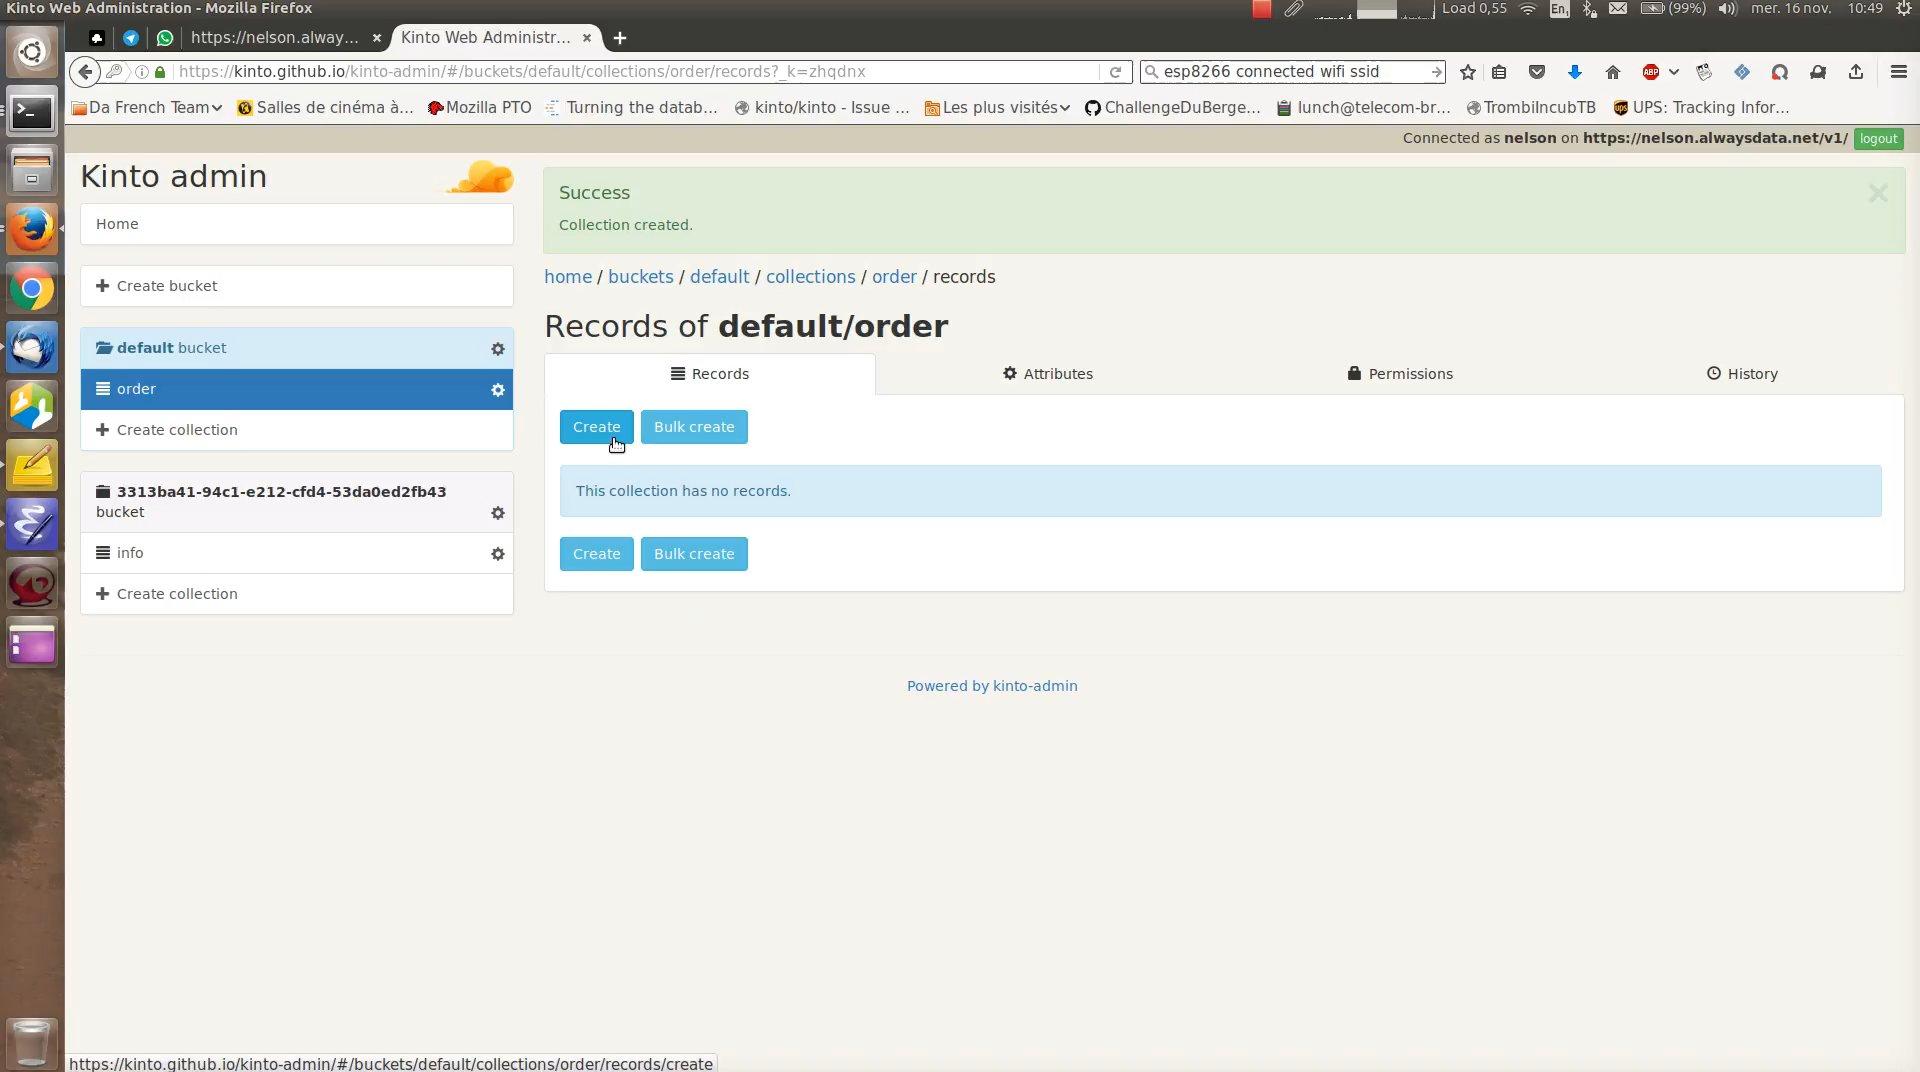 Kinto Web Administration - Mozilla Firefox
En1
Load 0,55
(99%)
mer. 16 nov.
10:49
https://nelson.alway... ×
Kinto Web Administr... ×
https://kinto.github.io/kinto-admin/#/buckets/default/collections/order/records?_k=zhqdnx
esp8266 connected wifi ssid
ABP
Da French Team
Salles de cinéma à...
Mozilla PTO
Turning the datab...
kinto/kinto - Issue ...
Les plus visités
ChallengeDuBerge...
lunch@telecom-br...
TrombiIncubTB
ups
UPS: Tracking Infor...
Connected as nelson on https://nelson.alwaysdata.net/v1/
logout
Kinto admin
Home
Create bucket
default bucket
order
Create collection
3313ba41-94c1-e212-cfd4-53da0ed2fb43
bucket
info
Create collection
Success
Collection created.
×
home / buckets / default / collections / order / records
Records of default/order
Records
Attributes
Permissions
History
Create
Bulk create
This collection has no records.
Create
Bulk create
Powered by kinto-admin
https://kinto.github.io/kinto-admin/#/buckets/default/collections/order/records/create